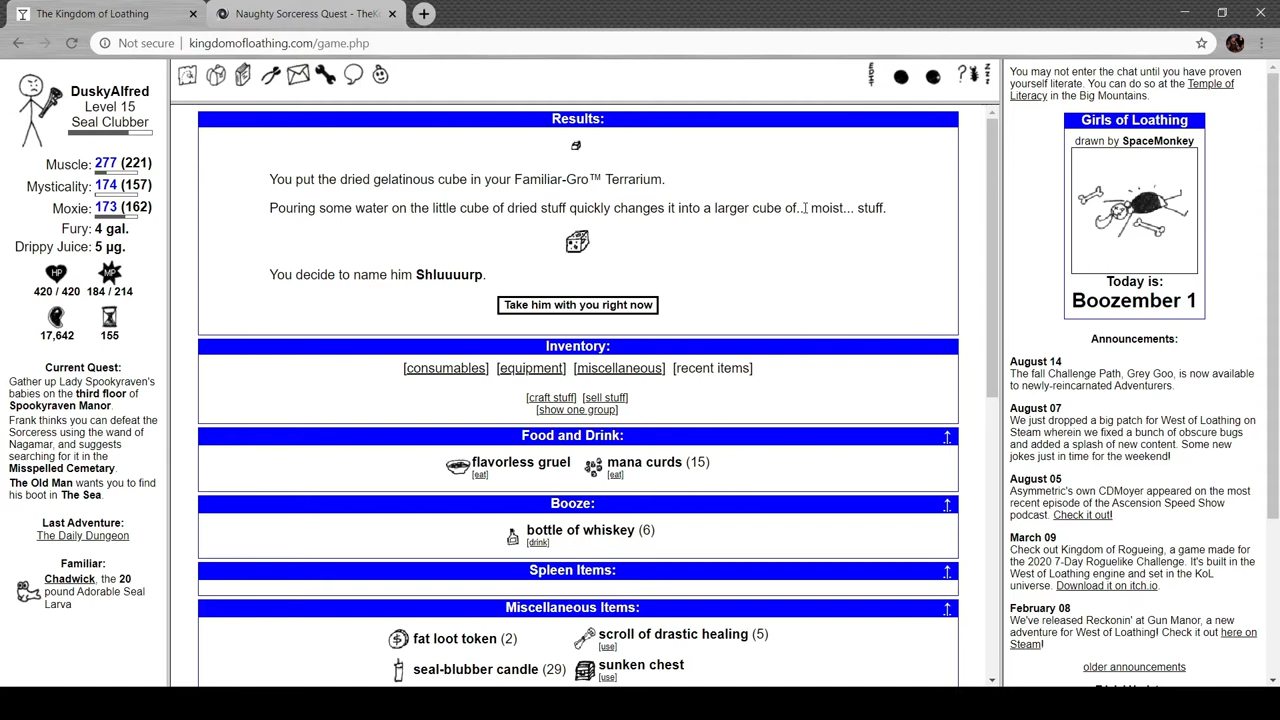 The Kingdom of Loathing
Naughty Sorceress Quest - TheK
Not secure | kingdomofloathing.com/game.php
DuskyAlfred
Level 15
Seal Clubber
Muscle: 277 (221)
Mysticality: 174 (157)
Moxie: 173 (162)
Fury: 4 gal.
Drippy Juice: 5 µg.
HP MP
420 / 420 184 / 214
17,642 155
Current Quest:
Gather up Lady Spookyraven's
babies on the third floor of
Spookyraven Manor.
Frank thinks you can defeat the
Sorceress using the wand of
Nagamar, and suggests
searching for it in the
Misspelled Cemetary.
The Old Man wants you to find
his boot in The Sea.
Last Adventure:
The Daily Dungeon
Familiar:
Chadwick, the 20
pound Adorable Seal
Larva
Results:
You put the dried gelatinous cube in your Familiar-Gro™ Terrarium.
Pouring some water on the little cube of dried stuff quickly changes it into a larger cube of... moist... stuff.
You decide to name him Shluuuurp.
Take him with you right now
Inventory:
[consumables] [equipment] [miscellaneous] [recent items]
[craft stuff] [sell stuff]
[show one group]
Food and Drink:
flavorless gruel
[eat]
mana curds (15)
[eat]
Booze:
bottle of whiskey (6)
[drink]
Spleen Items:
Miscellaneous Items:
fat loot token (2)
scroll of drastic healing (5)
[use]
seal-blubber candle (29)
sunken chest
[use]
You may not enter the chat until you have proven
yourself literate. You can do so at the Temple of
Literacy in the Big Mountains.
Girls of Loathing
drawn by SpaceMonkey
Today is:
Boozember 1
Announcements:
August 14
The fall Challenge Path, Grey Goo, is now available
to newly-reincarnated Adventurers.
August 07
We just dropped a big patch for West of Loathing on
Steam wherein we fixed a bunch of obscure bugs
and added a splash of new content. Some new
jokes just in time for the weekend!
August 05
Asymmetric's own CDMoyer appeared on the most
recent episode of the Ascension Speed Show
podcast. Check it out!
March 09
Check out Kingdom of Rogueing, a game made for
the 2020 7-Day Roguelike Challenge. It's built in the
West of Loathing engine and set in the KoL
universe. Download it on itch.io.
February 08
We've released Reckonin' at Gun Manor, a new
adventure for West of Loathing! Check it out here on
Steam!
older announcements